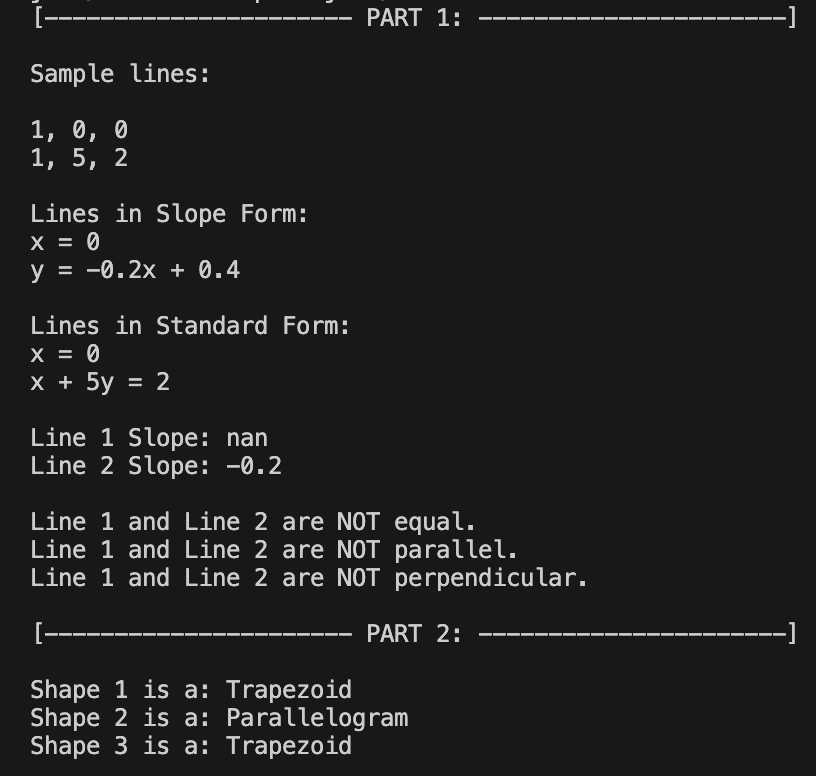 [---------------------- PART 1: ----------------------]
Sample lines:
1, 0, 0
1, 5, 2
Lines in Slope Form:
x = 0
y = -0.2x + 0.4
Lines in Standard Form:
x = 0
x + 5y = 2
Line 1 Slope: nan
Line 2 Slope: -0.2
Line 1 and Line 2 are NOT equal.
Line 1 and Line 2 are NOT parallel.
Line 1 and Line 2 are NOT perpendicular.
[---------------------- PART 2: ----------------------]
Shape 1 is a: Trapezoid
Shape 2 is a: Parallelogram
Shape 3 is a: Trapezoid